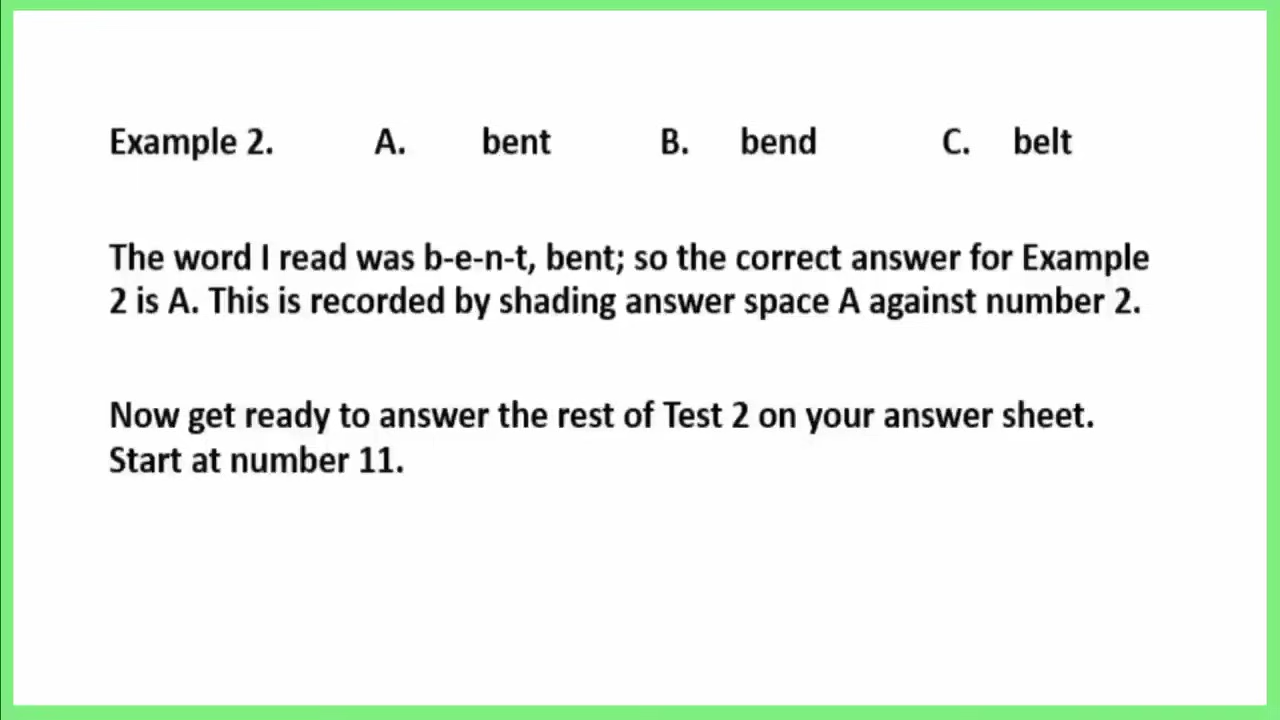 Example 2. A. bent B. bend C. belt
The word I read was b-e-n-t, bent; so the correct answer for Example
2 is A. This is recorded by shading answer space A against number 2.
Now get ready to answer the rest of Test 2 on your answer sheet.
Start at number 11.